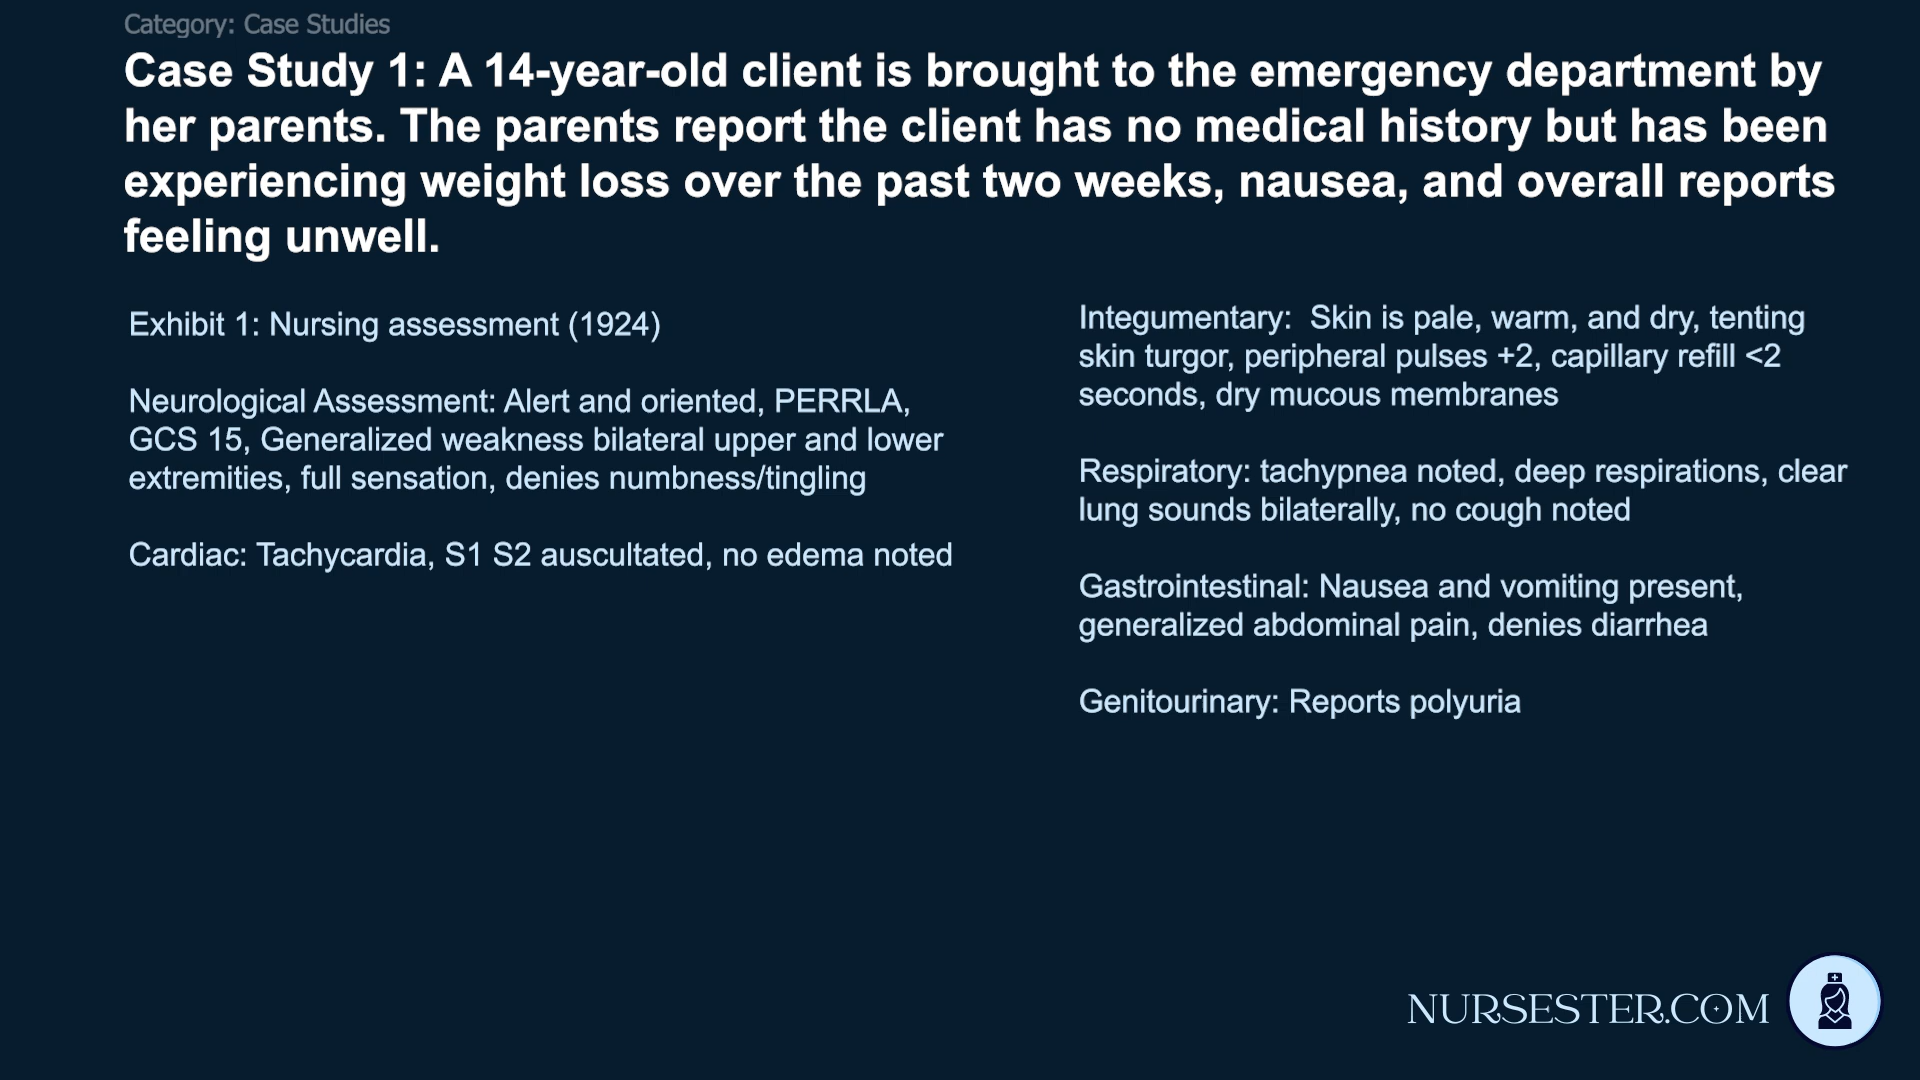 Category: Case Studies
Case Study 1: A 14-year-old client is brought to the emergency department by
her parents. The parents report the client has no medical history but has been
experiencing weight loss over the past two weeks, nausea, and overall reports
feeling unwell.
Exhibit 1: Nursing assessment (1924)
Neurological Assessment: Alert and oriented, PERRLA,
GCS 15, Generalized weakness bilateral upper and lower
extremities, full sensation, denies numbness/tingling
Cardiac: Tachycardia, S1 S2 auscultated, no edema noted
Integumentary:  Skin is pale, warm, and dry, tenting
skin turgor, peripheral pulses +2, capillary refill <2
seconds, dry mucous membranes
Respiratory: tachypnea noted, deep respirations, clear
lung sounds bilaterally, no cough noted
Gastrointestinal: Nausea and vomiting present,
generalized abdominal pain, denies diarrhea
Genitourinary: Reports polyuria
NURSESTER.COM